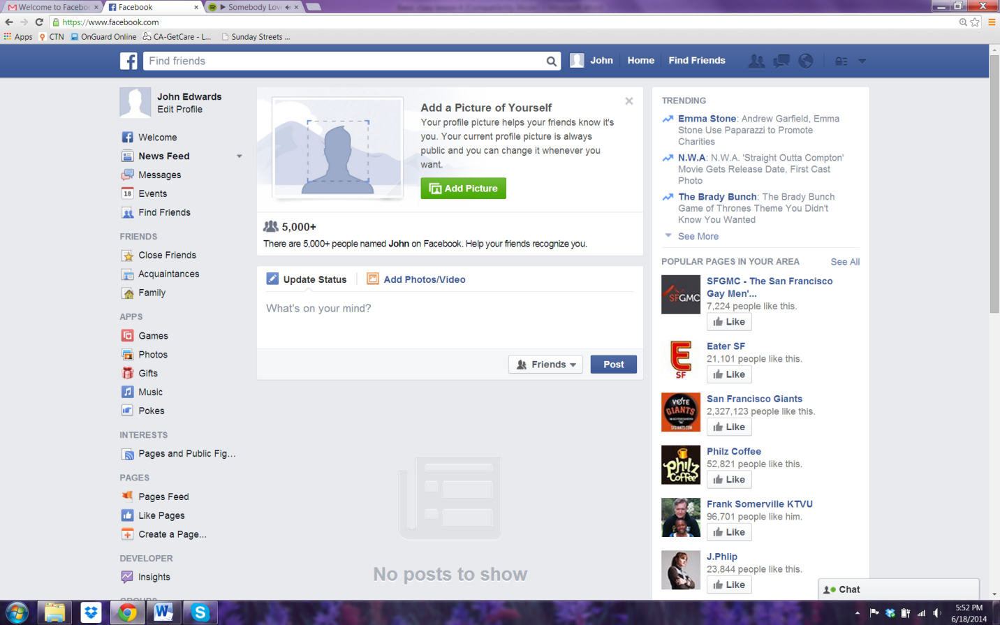 Welcome to Facebo
Facebook
Somebody Lov
https://www.facebook.com
Apps
CTN
OnGuard Online
CA-GetCare - L...
Sunday Streets ...
Find friends
John
Home
Find Friends
John Edwards
Edit Profile
Welcome
News Feed
Messages
18
Events
Find Friends
FRIENDS
Close Friends
Acquaintances
Family
APPS
Games
Photos
Gifts
Music
Pokes
INTERESTS
Pages and Public Fig...
PAGES
Pages Feed
Like Pages
Create a Page...
DEVELOPER
Insights
GROUPS
Add a Picture of Yourself
Your profile picture helps your friends know it's
you. Your current profile picture is always
public and you can change it whenever you
want.
Add Picture
5,000+
There are 5,000+ people named John on Facebook. Help your friends recognize you.
Update Status
Add Photos/Video
What's on your mind?
Friends
Post
No posts to show
TRENDING
Emma Stone: Andrew Garfield, Emma
Stone Use Paparazzi to Promote
Charities
N.W.A: N.W.A. 'Straight Outta Compton'
Movie Gets Release Date, First Cast
Photo
The Brady Bunch: The Brady Bunch
Game of Thrones Theme You Didn't
Know You Wanted
See More
POPULAR PAGES IN YOUR AREA
See All
SFGMC
SFGMC - The San Francisco
Gay Men'...
7,224 people like this.
Like
E
SF
Eater SF
21,101 people like this.
Like
VOTE
GIANTS
SFGIANTS.COM
San Francisco Giants
2,327,123 people like this.
Like
Philz
Coffee
Philz Coffee
52,821 people like this.
Like
Frank Somerville KTVU
96,701 people like him.
Like
J.Phlip
23,844 people like this.
Like
Chat
5:52 PM
6/18/2014